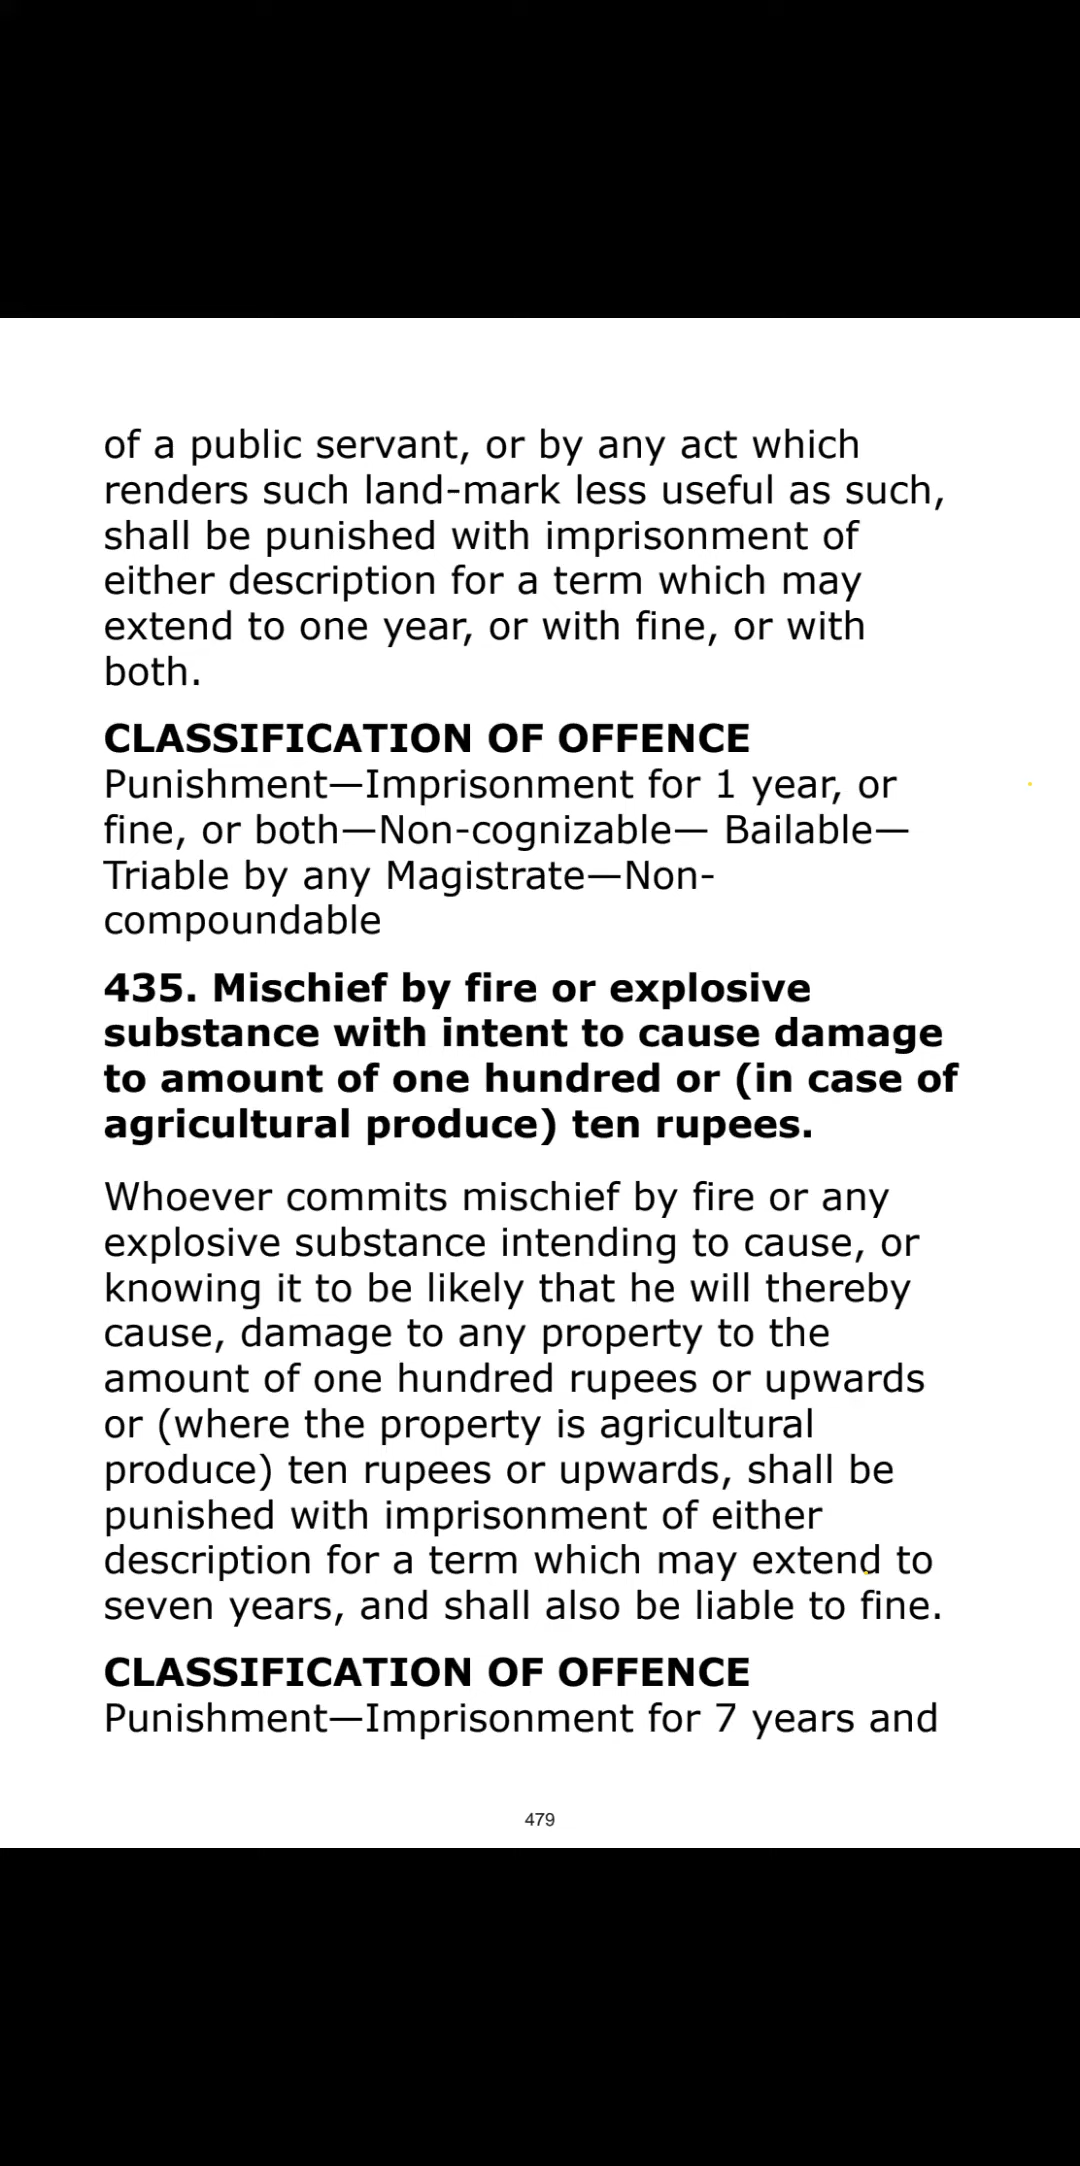 of a public servant, or by any act which
renders such land-mark less useful as such,
shall be punished with imprisonment of
either description for a term which may
extend to one year, or with fine, or with
both.
CLASSIFICATION OF OFFENCE
Punishment—Imprisonment for 1 year, or
fine, or both—Non-cognizable— Bailable—
Triable by any Magistrate—Non-
compoundable
435. Mischief by fire or explosive
substance with intent to cause damage
to amount of one hundred or (in case of
agricultural produce) ten rupees.
Whoever commits mischief by fire or any
explosive substance intending to cause, or
knowing it to be likely that he will thereby
cause, damage to any property to the
amount of one hundred rupees or upwards
or (where the property is agricultural
produce) ten rupees or upwards, shall be
punished with imprisonment of either
description for a term which may extend to
seven years, and shall also be liable to fine.
CLASSIFICATION OF OFFENCE
Punishment—Imprisonment for 7 years and
479